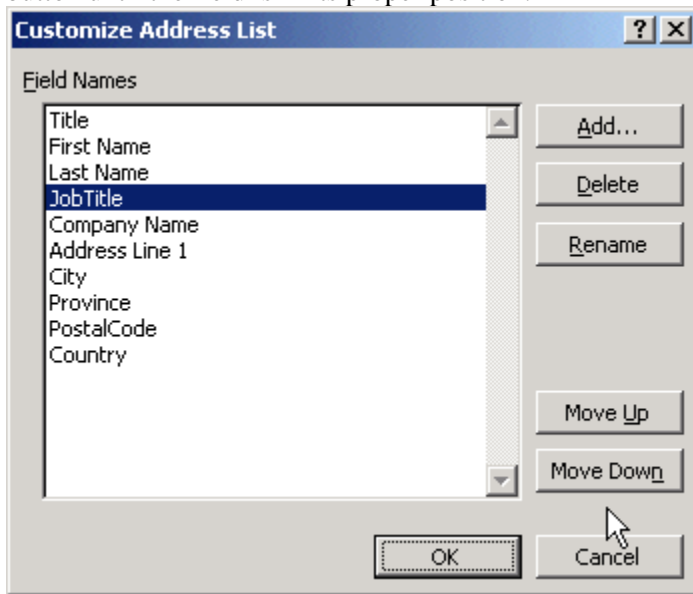 Customize Address List
Field Names
Title
First Name
Last Name
JobTitle
Company Name
Address Line 1
City
Province
PostalCode
Country
Add...
Delete
Rename
Move Up
Move Down
OK
Cancel